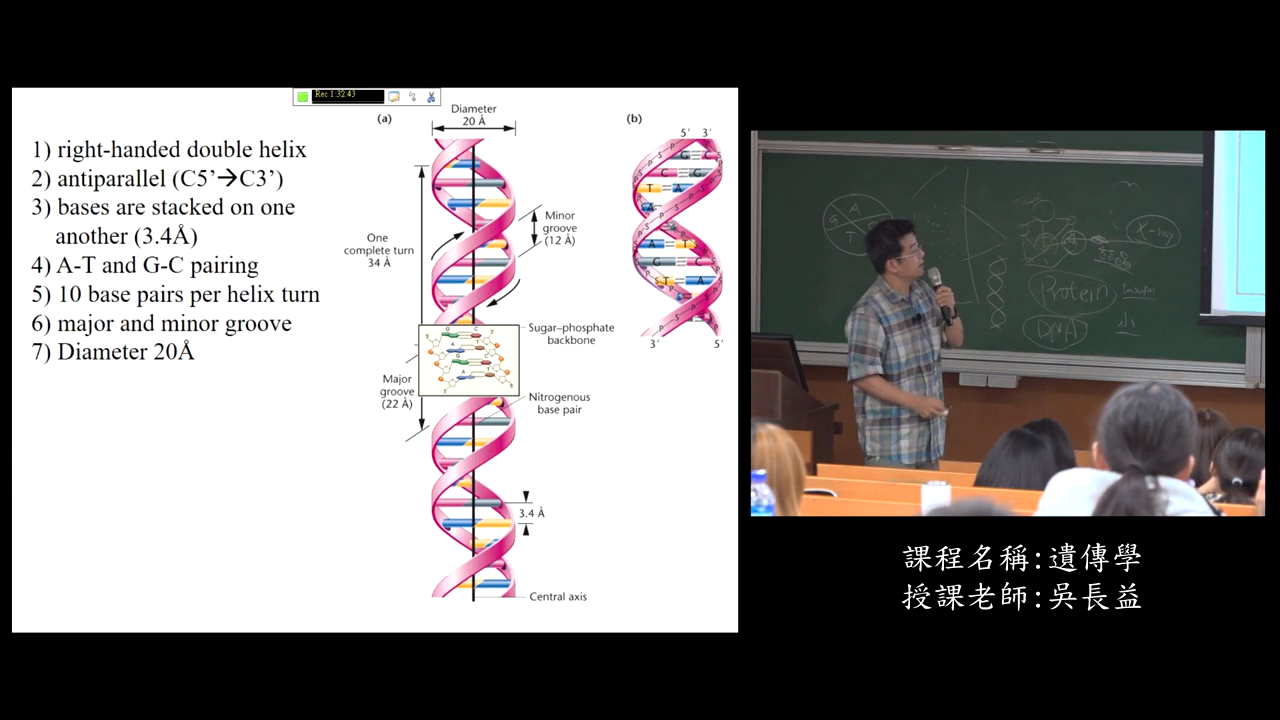 Rec 1:32:43
1) right-handed double helix
2) antiparallel (C5’→C3’)
3) bases are stacked on one
another (3.4Å)
4) A-T and G-C pairing
5) 10 base pairs per helix turn
6) major and minor groove
7) Diameter 20Å
(a)
Diameter
20 Å
One
complete turn
34 Å
Minor
groove
(12 Å)
Major
groove
(22 Å)
Sugar–phosphate
backbone
Nitrogenous
base pair
3.4 Å
Central axis
(b)
5' 3'
G C
C G
T A
A T
G C
T A
3' 5'
A
G
T
X-ray
Protein
DNA
課程名稱:遺傳學
授課老師:吳長益